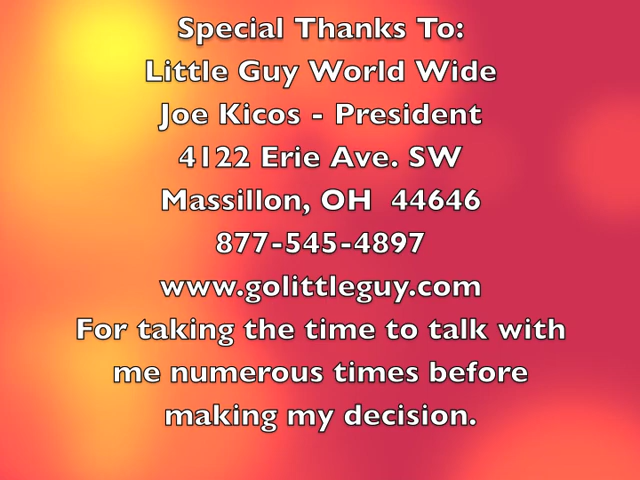 Special Thanks To:
Little Guy World Wide
Joe Kicos - President
4122 Erie Ave. SW
Massillon, OH  44646
877-545-4897
www.golittleguy.com
For taking the time to talk with
me numerous times before
making my decision.